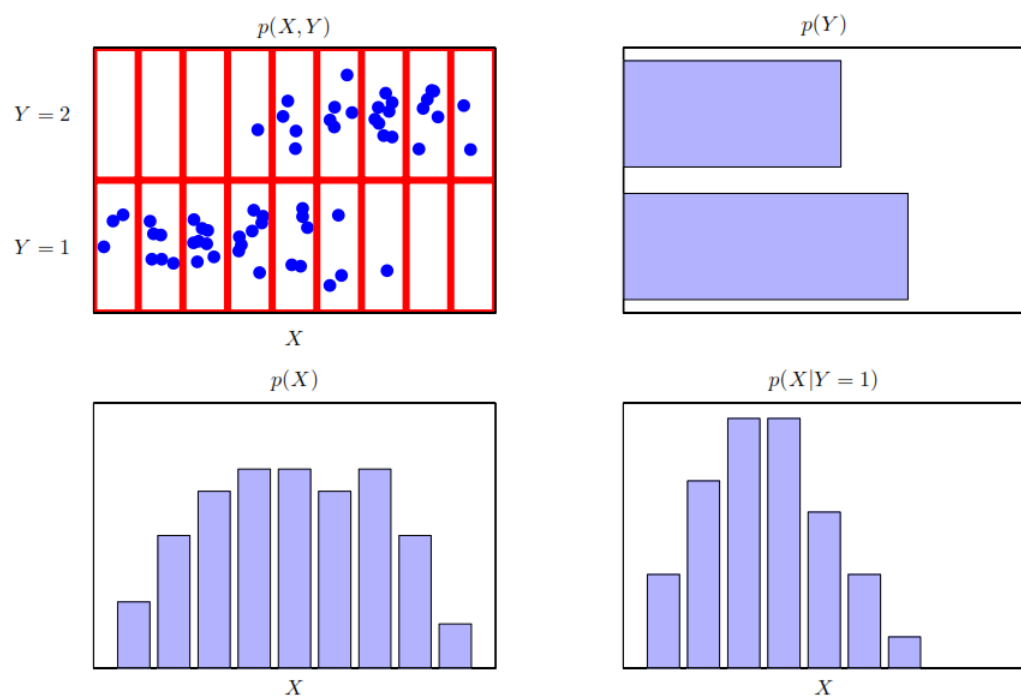 p(X, Y)
Y = 2
Y = 1
X
p(Y)
p(X)
X
p(X|Y = 1)
X